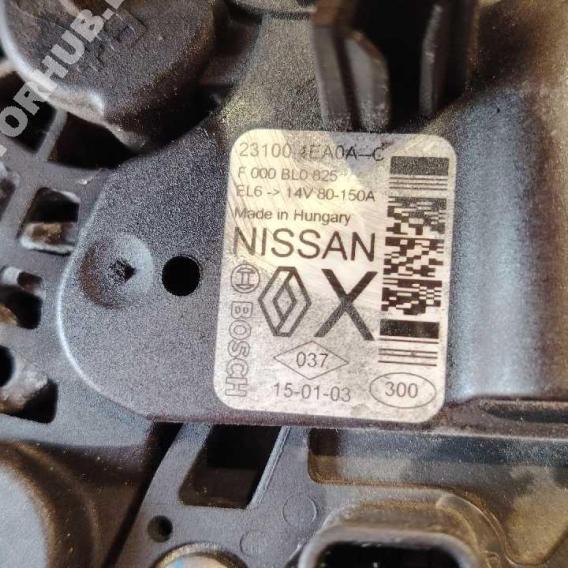 23100 4EA0A-C
F 000 BL0 825
EL6 -> 14V 80-150A
Made in Hungary
NISSAN
BOSCH
X
037
15-01-03
300